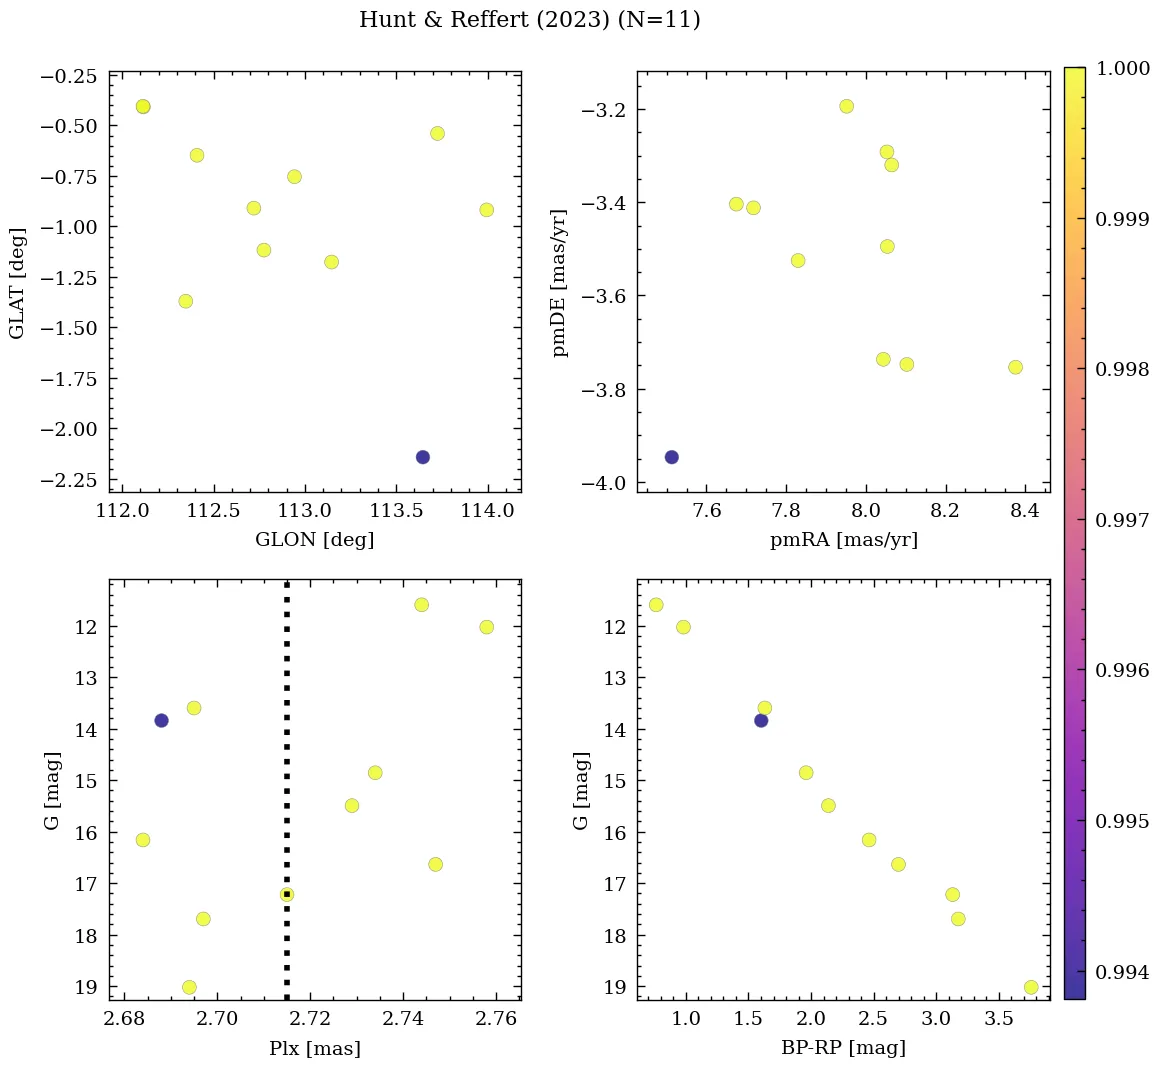 Hunt & Reffert (2023) (N=11)
−0.25
−0.50
−0.75
−1.00
−1.25
−1.50
−1.75
−2.00
−2.25
GLAT [deg]
112.0 112.5 113.0 113.5 114.0
GLON [deg]
−3.2
−3.4
−3.6
−3.8
−4.0
pmDE [mas/yr]
7.6 7.8 8.0 8.2 8.4
pmRA [mas/yr]
12
13
14
15
16
17
18
19
G [mag]
2.68 2.70 2.72 2.74 2.76
Plx [mas]
12
13
14
15
16
17
18
19
G [mag]
1.0 1.5 2.0 2.5 3.0 3.5
BP-RP [mag]
1.000
0.999
0.998
0.997
0.996
0.995
0.994